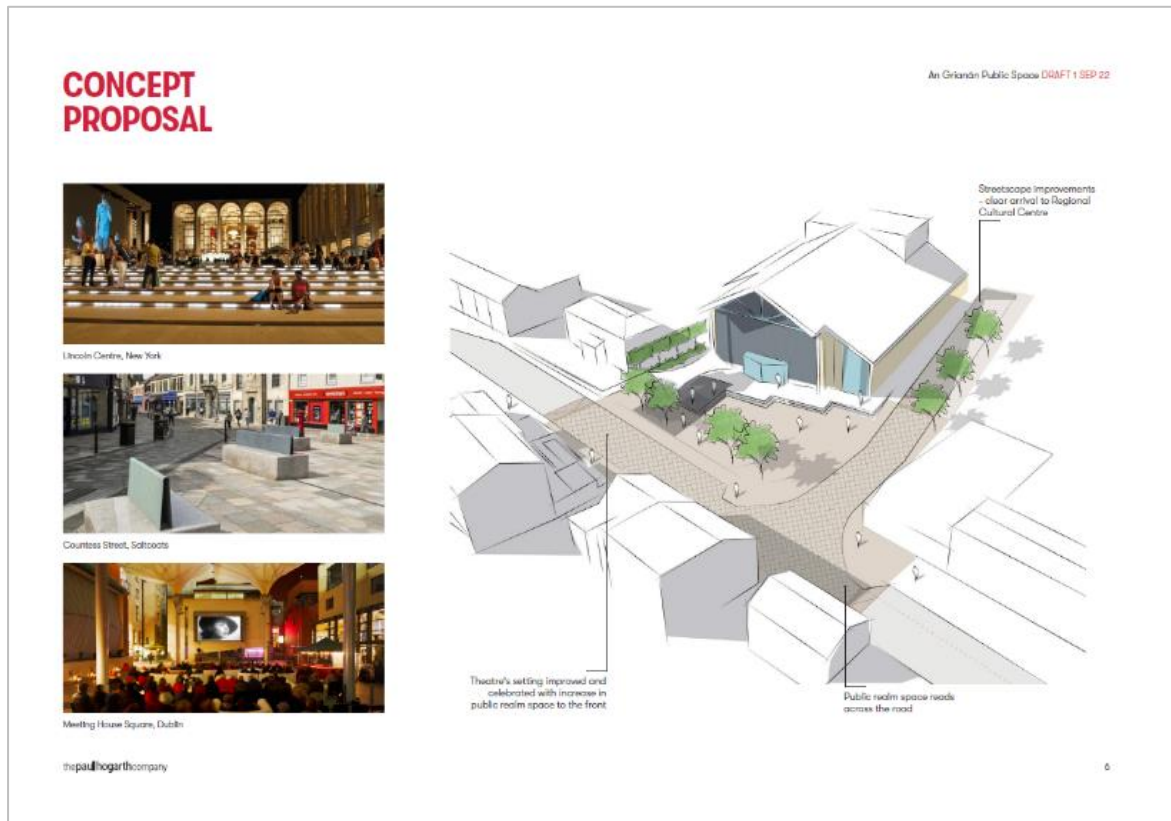 CONCEPT
PROPOSAL
An Grianán Public Space DRAFT 1 SEP 22
Lincoln Centre, New York
Countess Street, Saltcoats
Meeting House Square, Dublin
Streetscape improvements
- clear arrival to Regional
Cultural Centre
Theatre's setting improved and
celebrated with increase in
public realm space to the front
Public realm space reads
across the road
thepaulhogarthcompany
6